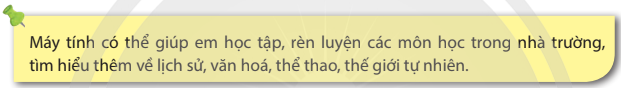 Máy tính có thể giúp em học tập, rèn luyện các môn học trong nhà trường,
tìm hiểu thêm về lịch sử, văn hoá, thể thao, thế giới tự nhiên.